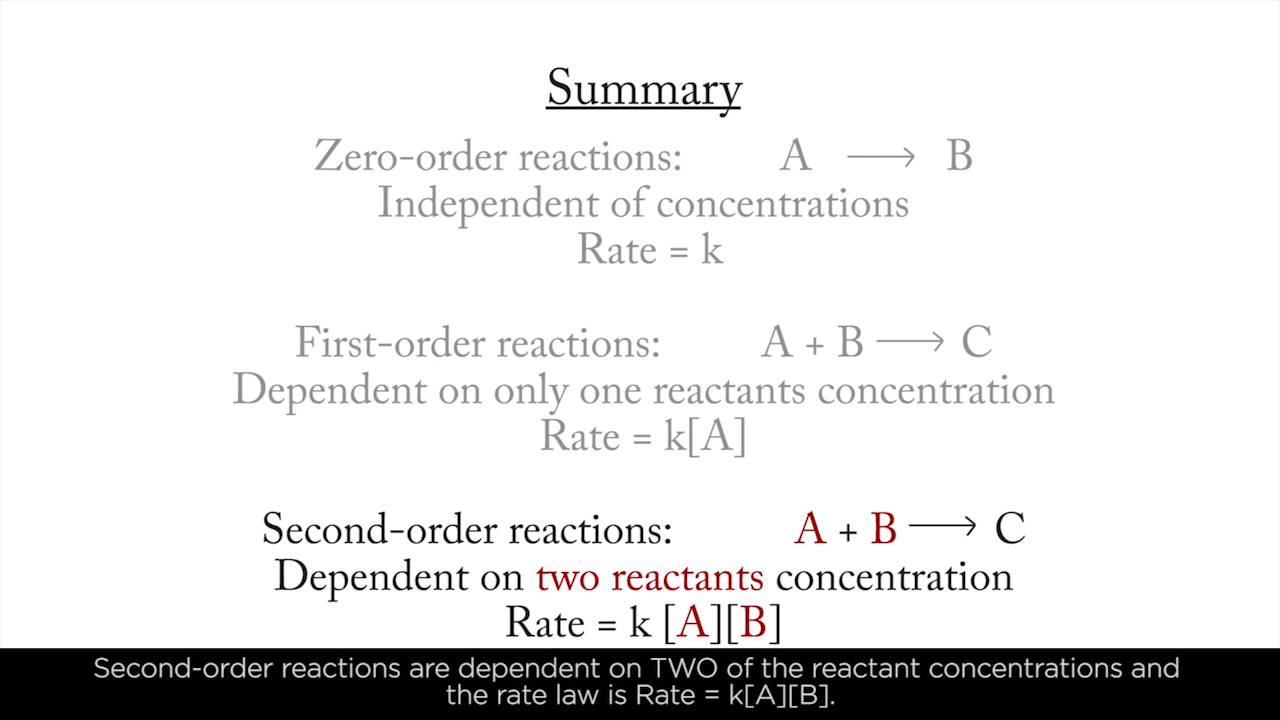 Summary
Zero-order reactions: A ⟶ B
Independent of concentrations
Rate = k
First-order reactions: A + B ⟶ C
Dependent on only one reactants concentration
Rate = k[A]
Second-order reactions: A + B ⟶ C
Dependent on two reactants concentration
Rate = k [A][B]
Second-order reactions are dependent on TWO of the reactant concentrations and
the rate law is Rate = k[A][B].